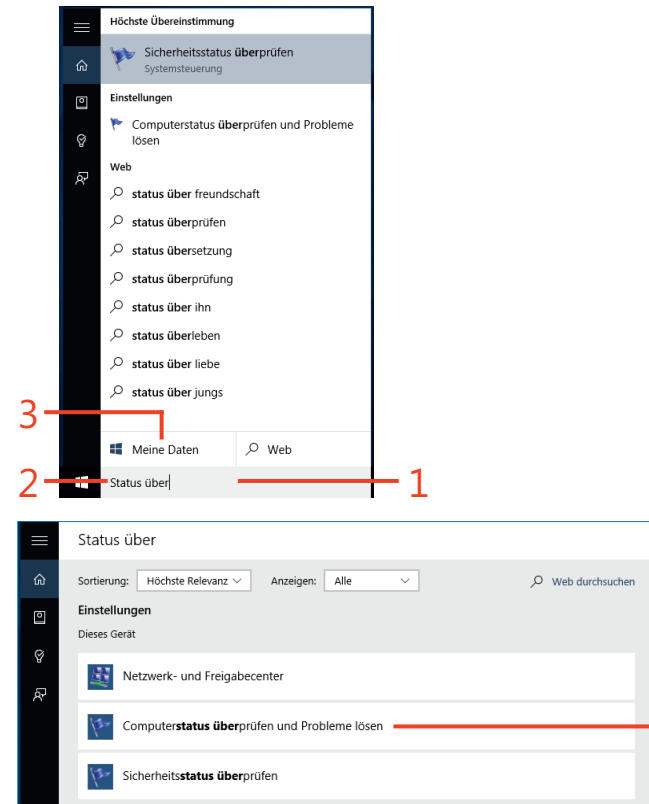 Höchste Übereinstimmung
Sicherheitsstatus überprüfen
Systemsteuerung
Einstellungen
Computerstatus überprüfen und Probleme
lösen
Web
status über freundschaft
status überprüfen
status übersetzung
status überprüfung
status über ihn
status überleben
status über liebe
status über jungs
3
Meine Daten
Web
2
Status über
1
Status über
Sortierung:
Höchste Relevanz
Anzeigen:
Alle
Web durchsuchen
Einstellungen
Dieses Gerät
Netzwerk- und Freigabecenter
Computerstatus überprüfen und Probleme lösen
Sicherheitsstatus überprüfen